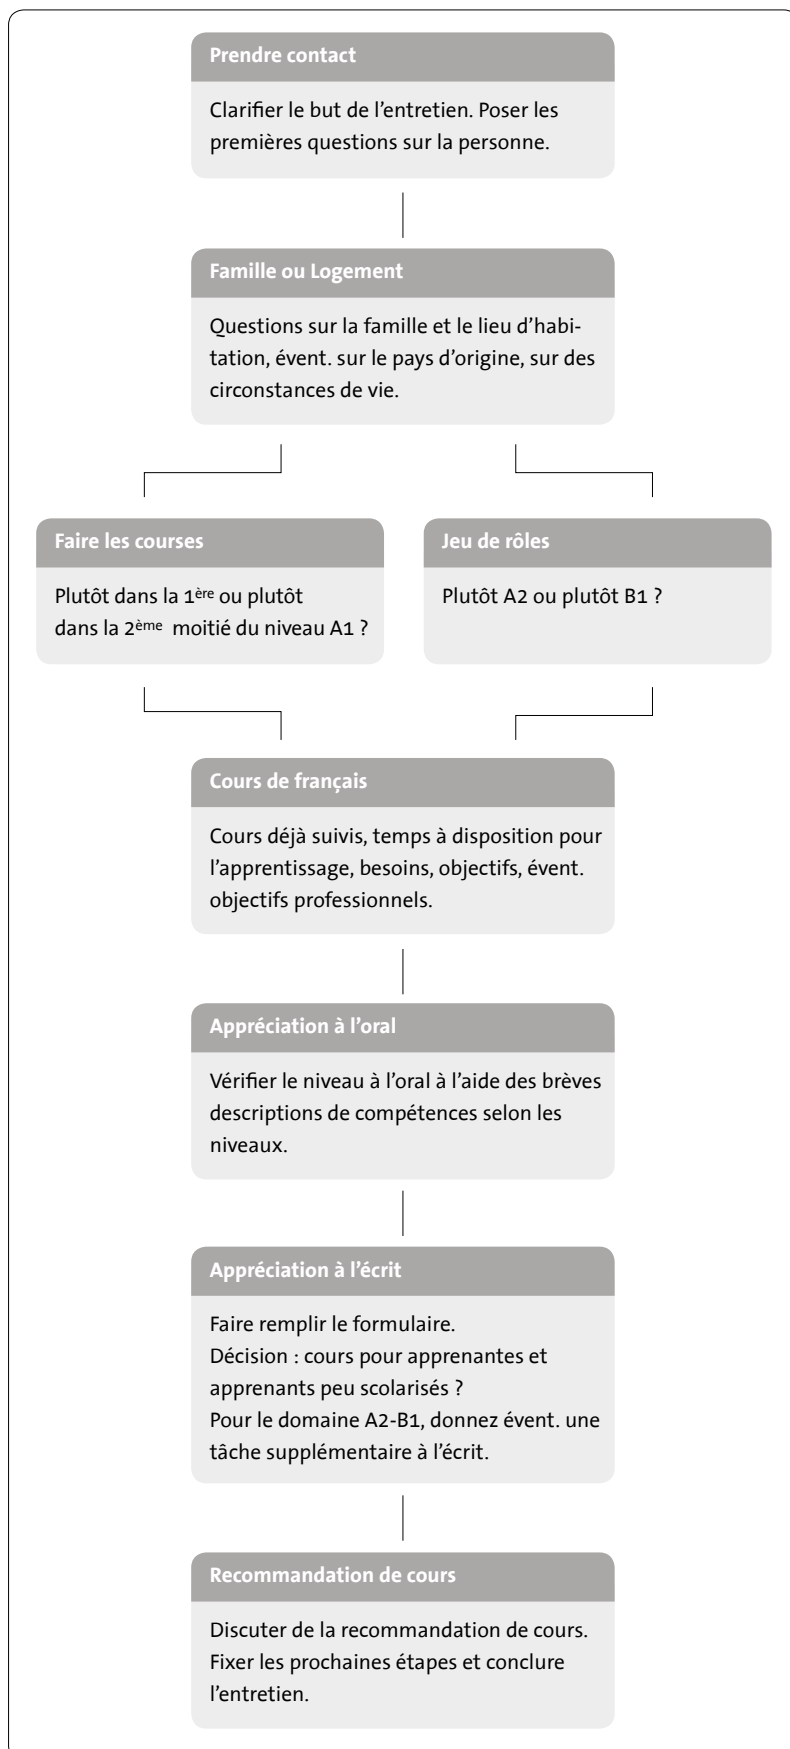 Prendre contact
Clarifier le but de l’entretien. Poser les
premières questions sur la personne.
Famille ou Logement
Questions sur la famille et le lieu d’habi-
tation, évent. sur le pays d’origine, sur des
circonstances de vie.
Faire les courses
Plutôt dans la 1ère ou plutôt
dans la 2ème moitié du niveau A1 ?
Jeu de rôles
Plutôt A2 ou plutôt B1 ?
Cours de français
Cours déjà suivis, temps à disposition pour
l’apprentissage, besoins, objectifs, évent.
objectifs professionnels.
Appréciation à l’oral
Vérifier le niveau à l’oral à l’aide des brèves
descriptions de compétences selon les
niveaux.
Appréciation à l’écrit
Faire remplir le formulaire.
Décision : cours pour apprenantes et
apprenants peu scolarisés ?
Pour le domaine A2-B1, donnez évent. une
tâche supplémentaire à l’écrit.
Recommandation de cours
Discuter de la recommandation de cours.
Fixer les prochaines étapes et conclure
l’entretien.